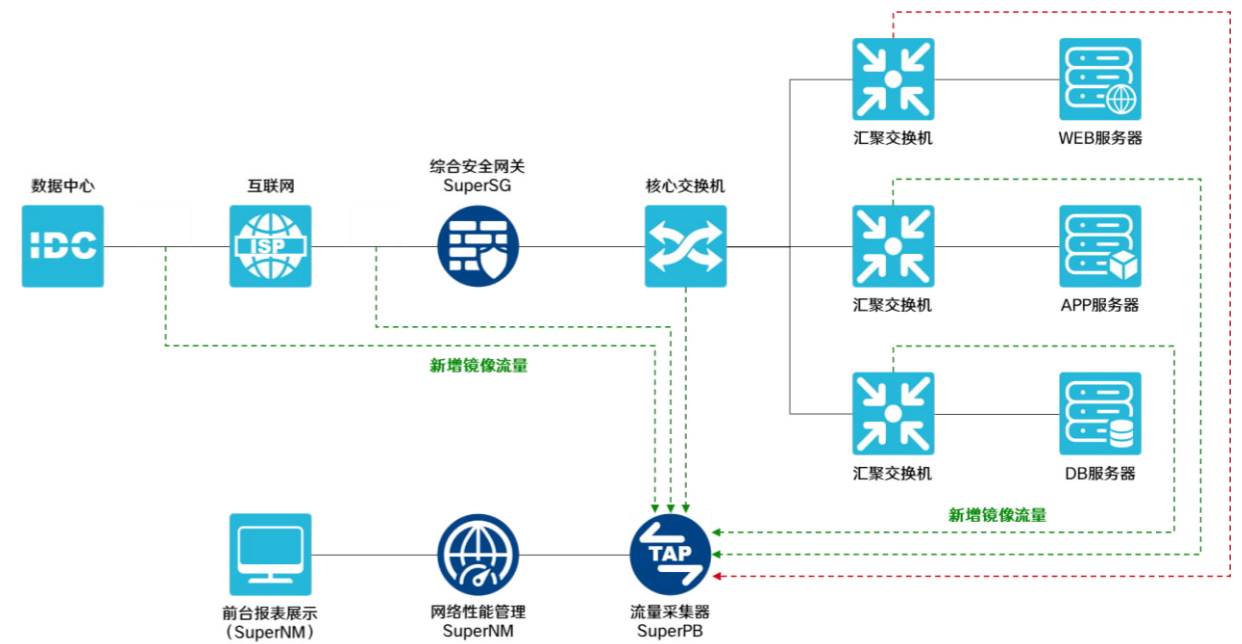 汇聚交换机
WEB服务器
数据中心
IDC
互联网
ISP
综合安全网关
SuperSG
核心交换机
汇聚交换机
APP服务器
新增镜像流量
汇聚交换机
DB服务器
新增镜像流量
TAP
前台报表展示
（SuperNM）
网络性能管理
SuperNM
流量采集器
SuperPB